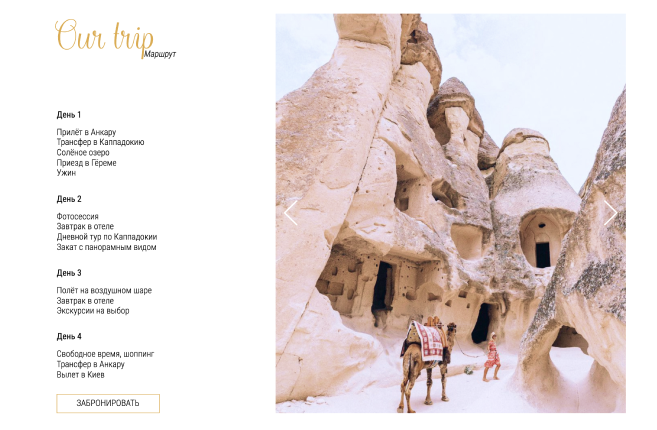 Our trip
Маршрут
День 1
Прилёт в Анкару
Трансфер в Каппадокию
Солёное озеро
Приезд в Гёреме
Ужин
День 2
Фотосессия
Завтрак в отеле
Дневной тур по Каппадокии
Закат с панорамным видом
День 3
Полёт на воздушном шаре
Завтрак в отеле
Экскурсии на выбор
День 4
Свободное время, шоппинг
Трансфер в Анкару
Вылет в Киев
ЗАБРОНИРОВАТЬ